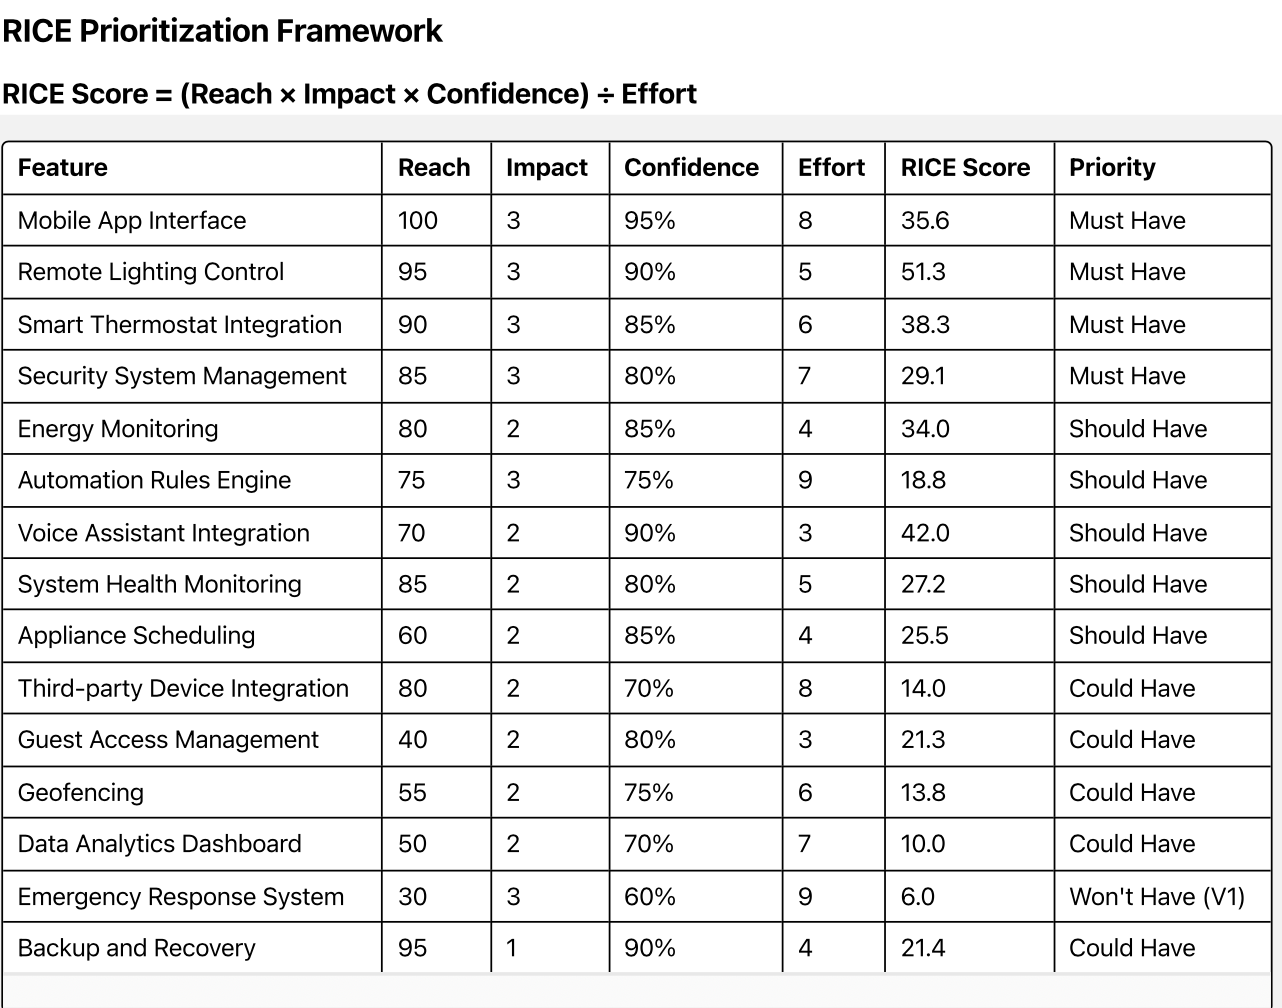 RICE Prioritization Framework
RICE Score = (Reach × Impact × Confidence) ÷ Effort
Feature Reach Impact Confidence Effort RICE Score Priority
Mobile App Interface 100 3 95% 8 35.6 Must Have
Remote Lighting Control 95 3 90% 5 51.3 Must Have
Smart Thermostat Integration 90 3 85% 6 38.3 Must Have
Security System Management 85 3 80% 7 29.1 Must Have
Energy Monitoring 80 2 85% 4 34.0 Should Have
Automation Rules Engine 75 3 75% 9 18.8 Should Have
Voice Assistant Integration 70 2 90% 3 42.0 Should Have
System Health Monitoring 85 2 80% 5 27.2 Should Have
Appliance Scheduling 60 2 85% 4 25.5 Should Have
Third-party Device Integration 80 2 70% 8 14.0 Could Have
Guest Access Management 40 2 80% 3 21.3 Could Have
Geofencing 55 2 75% 6 13.8 Could Have
Data Analytics Dashboard 50 2 70% 7 10.0 Could Have
Emergency Response System 30 3 60% 9 6.0 Won't Have (V1)
Backup and Recovery 95 1 90% 4 21.4 Could Have